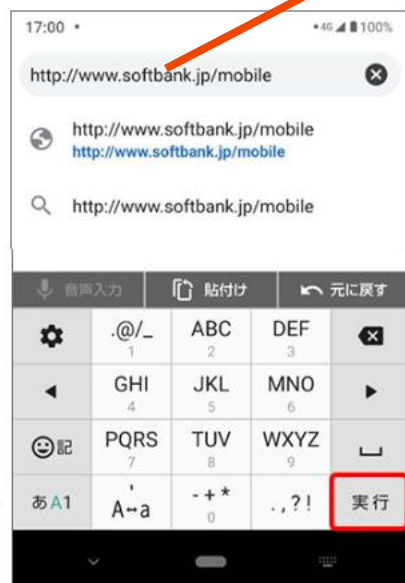 17:00
4G 100%
http://www.softbank.jp/mobile
http://www.softbank.jp/mobile
http://www.softbank.jp/mobile
http://www.softbank.jp/mobile
音声入力 貼付け 元に戻す
.@/_ ABC DEF
1 2 3
GHI JKL MNO
4 5 6
記 PQRS TUV WXYZ
7 8 9
あA1 ' A↔a -+* .,?! 実行
0